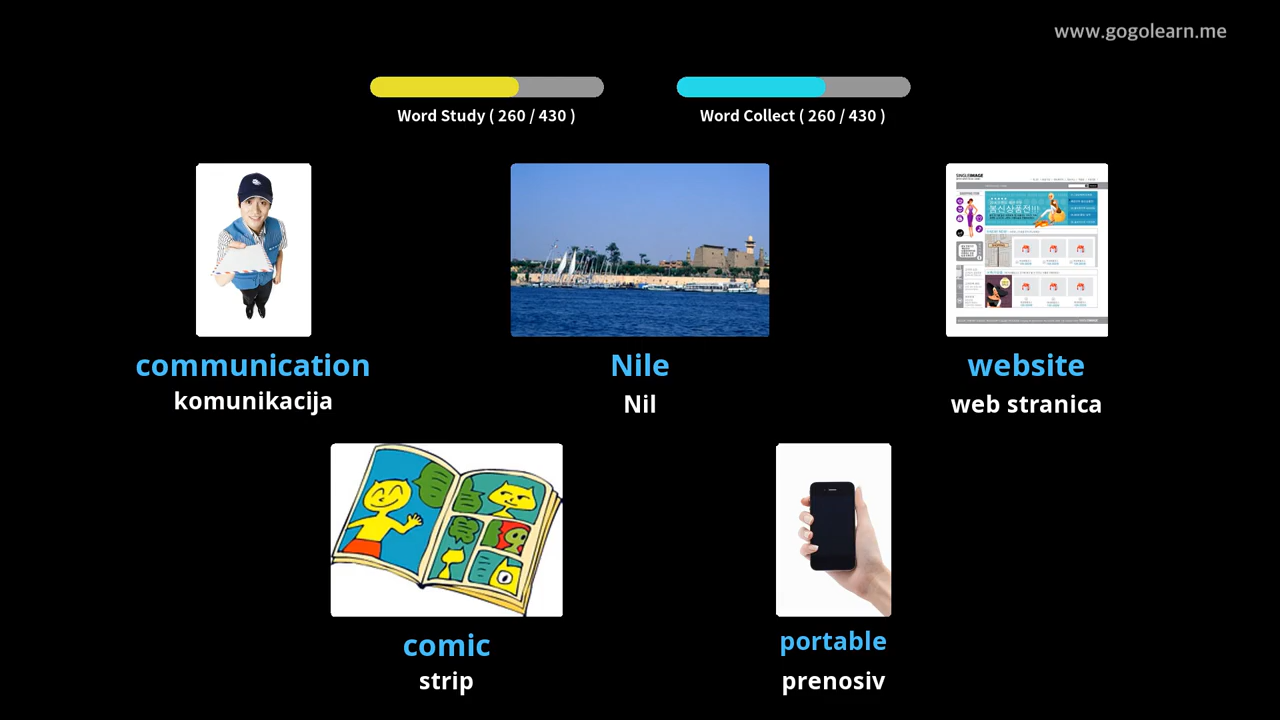 www.gogolearn.me
Word Study ( 260 / 430 )
Word Collect ( 260 / 430 )
communication
komunikacija
Nile
Nil
website
web stranica
comic
strip
portable
prenosiv